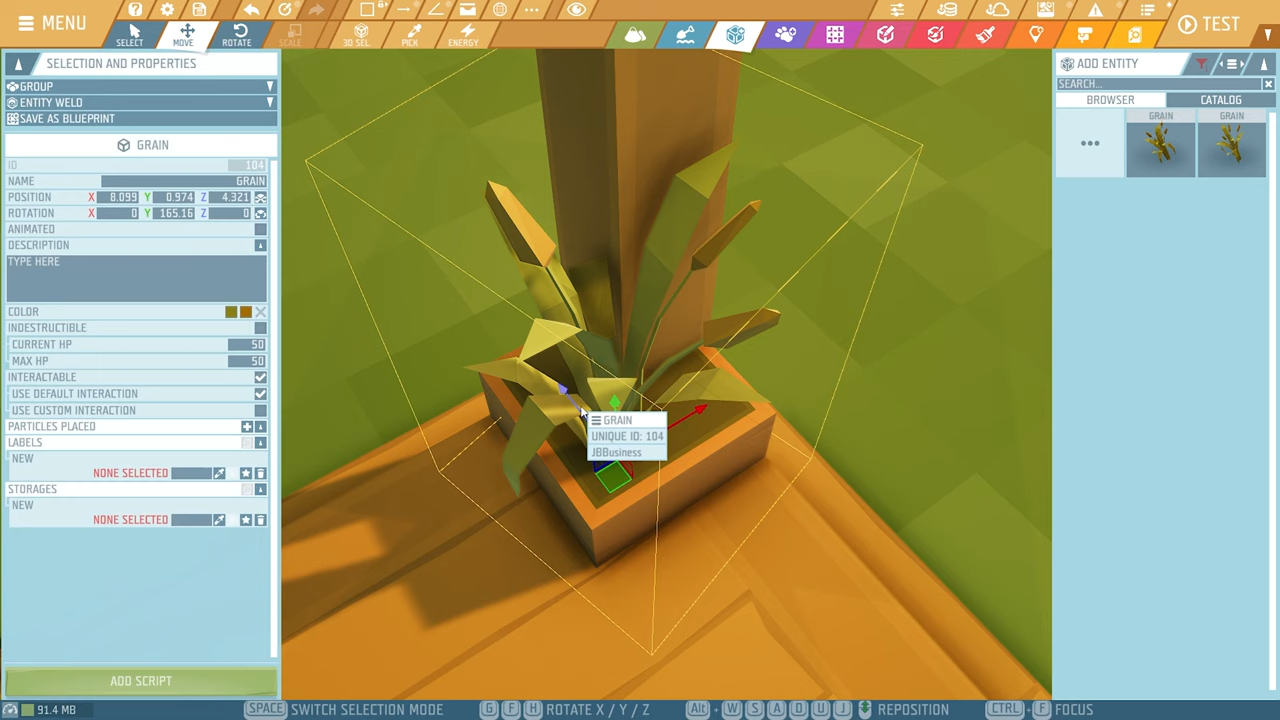 MENU
SELECT
MOVE
ROTATE
SCALE
3D SEL
PICK
ENERGY
TEST
SELECTION AND PROPERTIES
GROUP
ENTITY WELD
SAVE AS BLUEPRINT
GRAIN
ID 104
NAME GRAIN
POSITION X 8.099 Y 0.974 Z 4.321
ROTATION X 0 Y 165.16 Z 0
ANIMATED
DESCRIPTION
TYPE HERE
COLOR
INDESTRUCTIBLE
CURRENT HP 50
MAX HP 50
INTERACTABLE
USE DEFAULT INTERACTION
USE CUSTOM INTERACTION
PARTICLES PLACED
LABELS
NEW
NONE SELECTED
STORAGES
NEW
NONE SELECTED
ADD SCRIPT
91.4 MB
GRAIN
UNIQUE ID: 104
JBBusiness
ADD ENTITY
SEARCH...
BROWSER CATALOG
GRAIN GRAIN
SPACE SWITCH SELECTION MODE G F H ROTATE X / Y / Z Alt + W S A D U J REPOSITION CTRL + F FOCUS